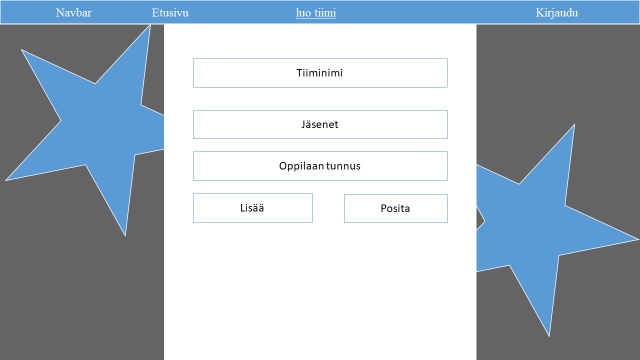 Navbar Etusivu luo tiimi Kirjaudu
Tiiminimi
Jäsenet
Oppilaan tunnus
Lisää Posita